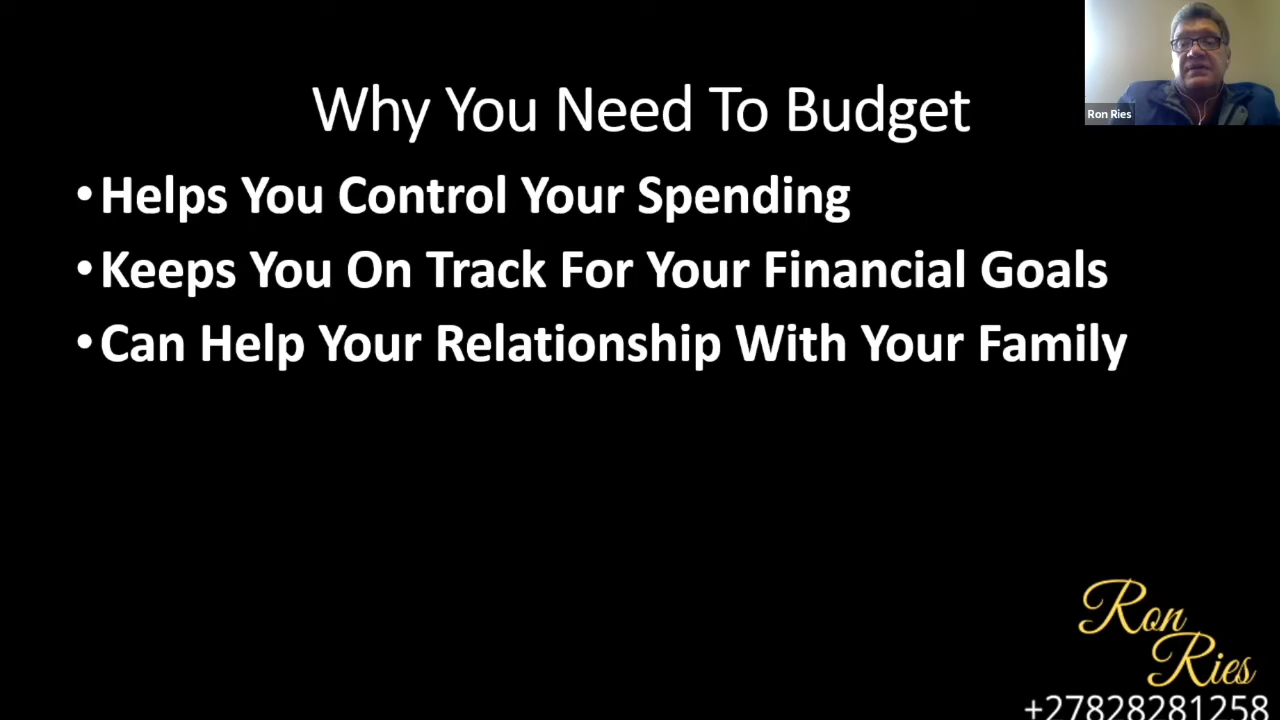 Why You Need To Budget
Ron Ries
•Helps You Control Your Spending
•Keeps You On Track For Your Financial Goals
•Can Help Your Relationship With Your Family
Ron
Ries
+27828281258